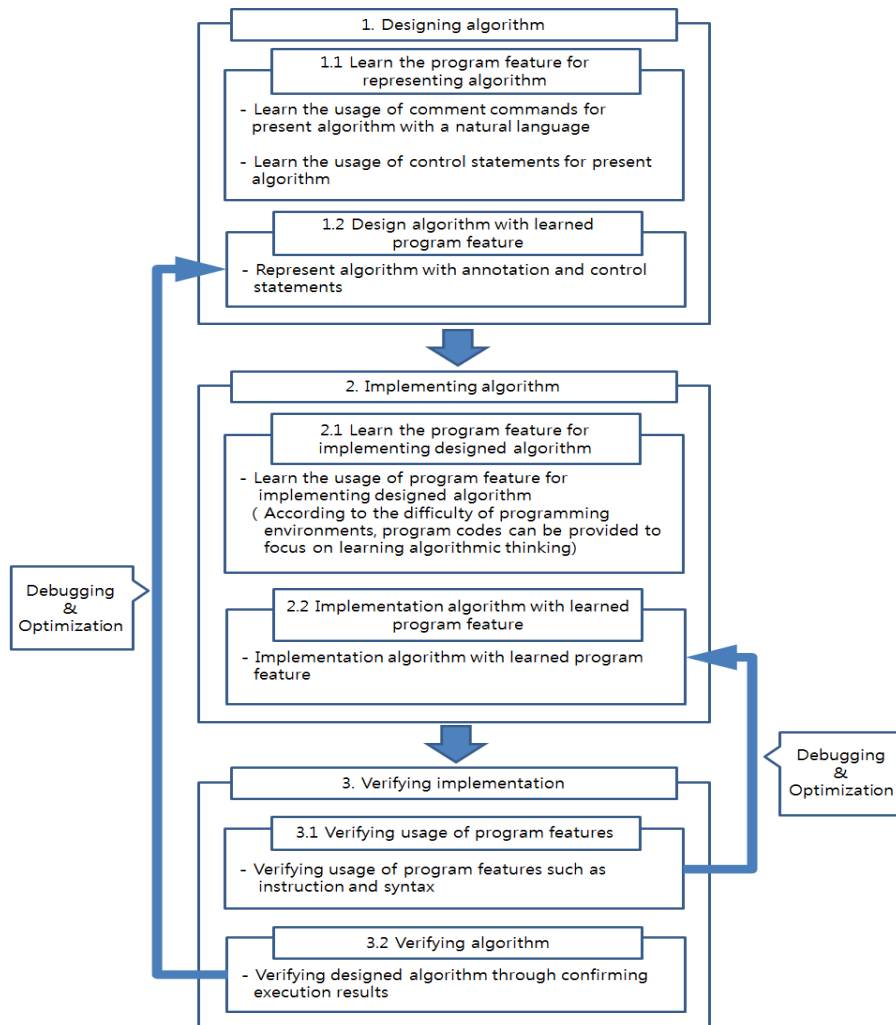 1. Designing algorithm
1.1 Learn the program feature for
representing algorithm
- Learn the usage of comment commands for
present algorithm with a natural language
- Learn the usage of control statements for present
algorithm
1.2 Design algorithm with learned
program feature
- Represent algorithm with annotation and control
statements
2. Implementing algorithm
2.1 Learn the program feature for
implementing designed algorithm
- Learn the usage of program feature for
implementing designed algorithm
( According to the difficulty of programming
environments, program codes can be provided to
focus on learning algorithmic thinking)
Debugging
&
Optimization
2.2 Implementation algorithm with learned
program feature
- Implementation algorithm with learned program
feature
Debugging
&
Optimization
3. Verifying implementation
3.1 Verifying usage of program features
- Verifying usage of program features such as
instruction and syntax
3.2 Verifying algorithm
- Verifying designed algorithm through confirming
execution results